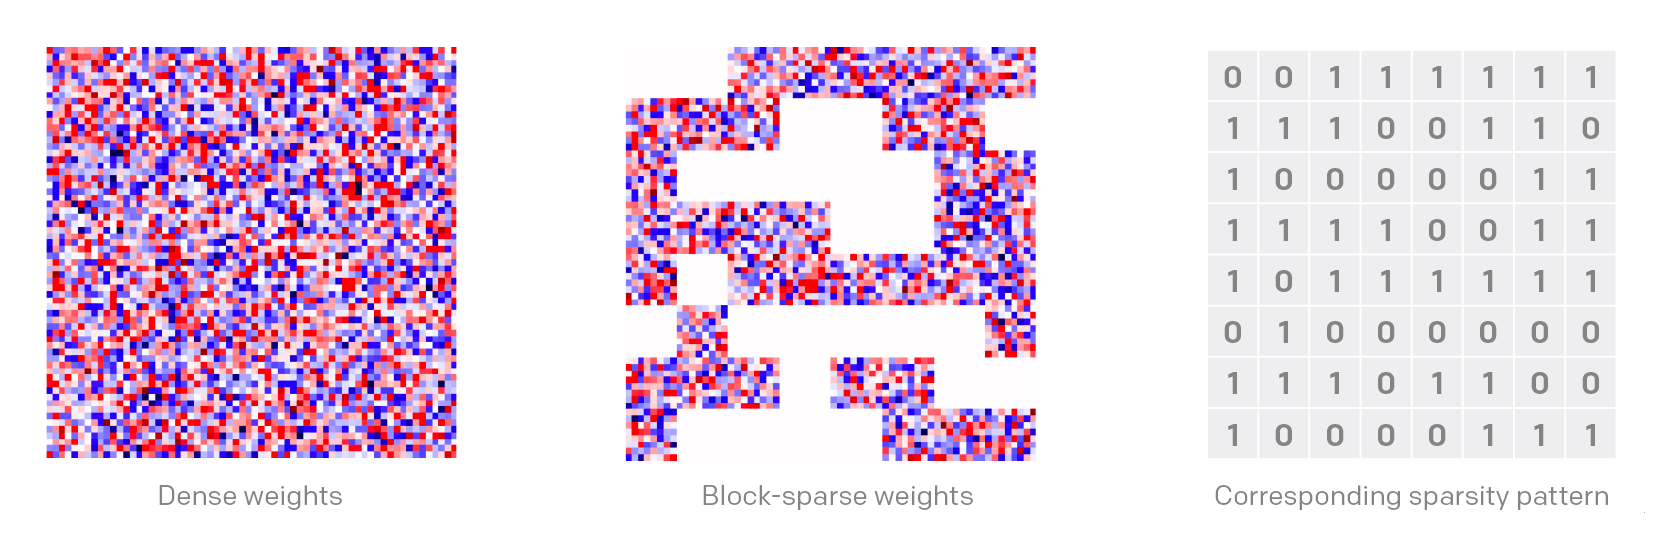 0 0 1 1 1 1 1 1
1 1 1 0 0 1 1 0
1 0 0 0 0 0 1 1
1 1 1 1 0 0 1 1
1 0 1 1 1 1 1 1
0 1 0 0 0 0 0 0
1 1 1 0 1 1 0 0
1 0 0 0 0 1 1 1
Dense weights
Block-sparse weights
Corresponding sparsity pattern